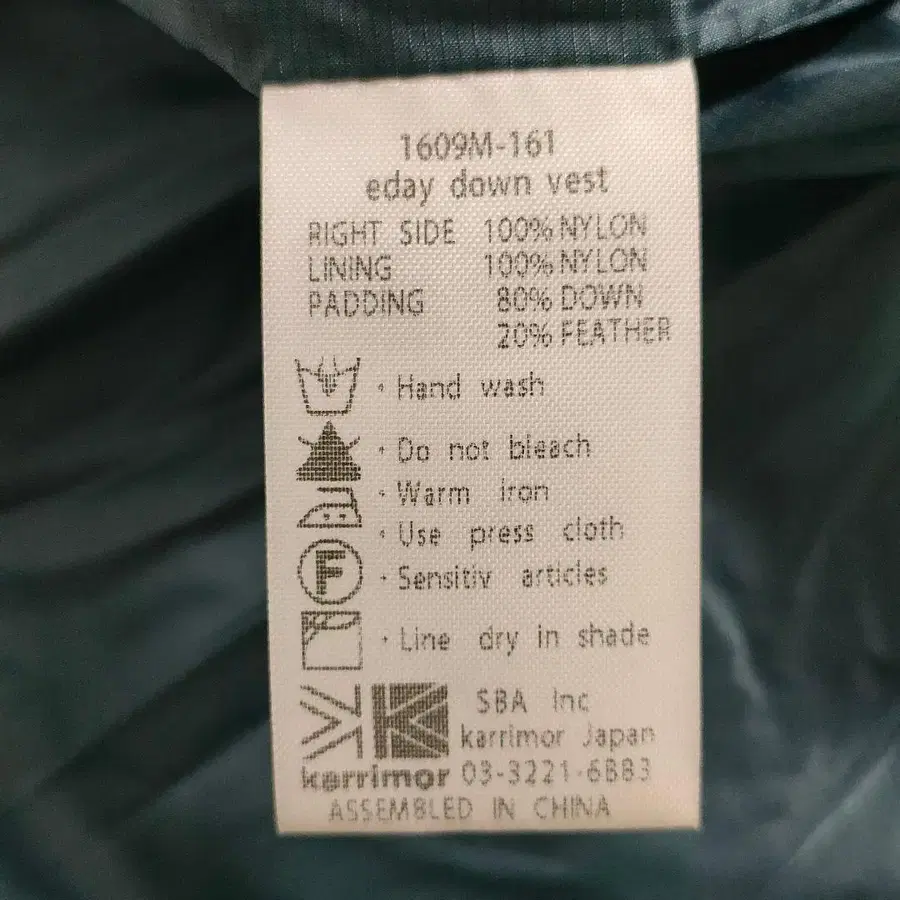 1609M-161
eday down vest
RIGHT SIDE 100% NYLON
LINING 100% NYLON
PADDING 80% DOWN
20% FEATHER
・Hand wash
・Do not bleach
・Warm iron
・Use press cloth
F ・Sensitiv articles
・Line dry in shade
SBA Inc
karrimor Japan
karrimor 03-3221-6883
ASSEMBLED IN CHINA